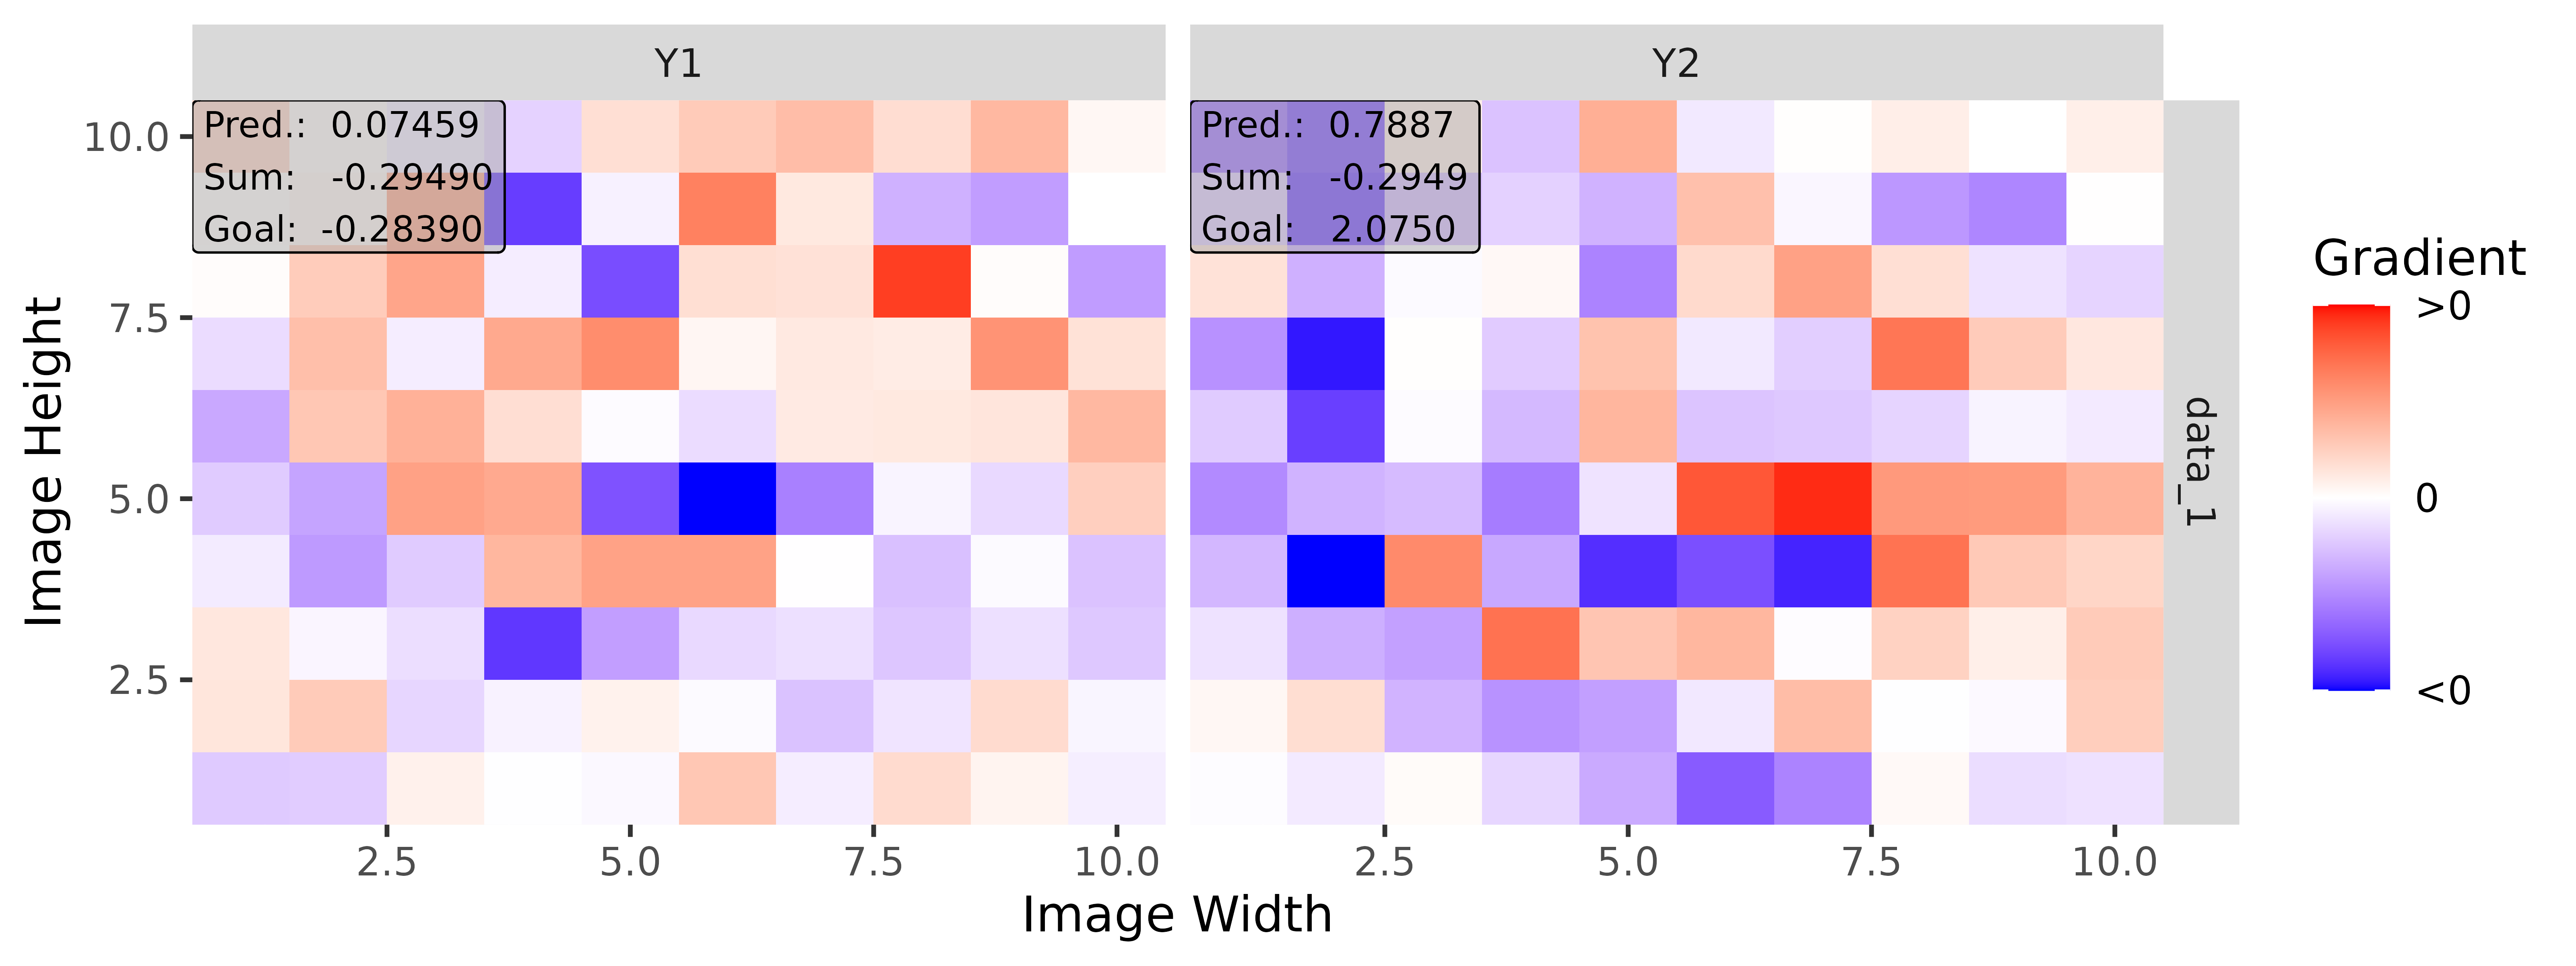 Y1
Y2
Pred.: 0.07459
Sum: -0.29490
Goal: -0.28390
Pred.: 0.7887
Sum: -0.2949
Goal: 2.0750
10.0
7.5
5.0
2.5
Image Height
data_1
Gradient
>0
0
<0
2.5 5.0 7.5 10.0
2.5 5.0 7.5 10.0
Image Width